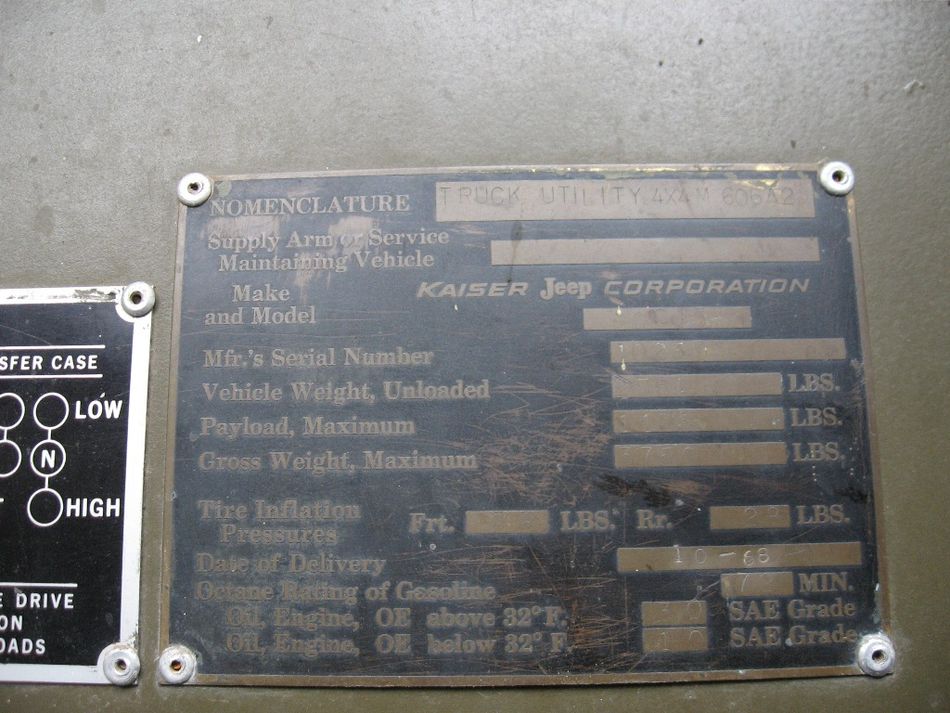 SFER CASE
LOW
N
HIGH
E DRIVE
ON
OADS
NOMENCLATURE TRUCK UTILITY 4X4 M 606A2
Supply Arm or Service
Maintaining Vehicle
Make
and Model
KAISER Jeep CORPORATION
Mfr.'s Serial Number
Vehicle Weight, Unloaded LBS.
Payload, Maximum LBS.
Gross Weight, Maximum LBS.
Tire Inflation
Pressures
Frt. LBS. Rr. LBS.
Date of Delivery 10-68
Octane Rating of Gasoline MIN.
Oil, Engine, OE above 32° F. 30 SAE Grade
Oil, Engine, OE below 32° F. 10 SAE Grade